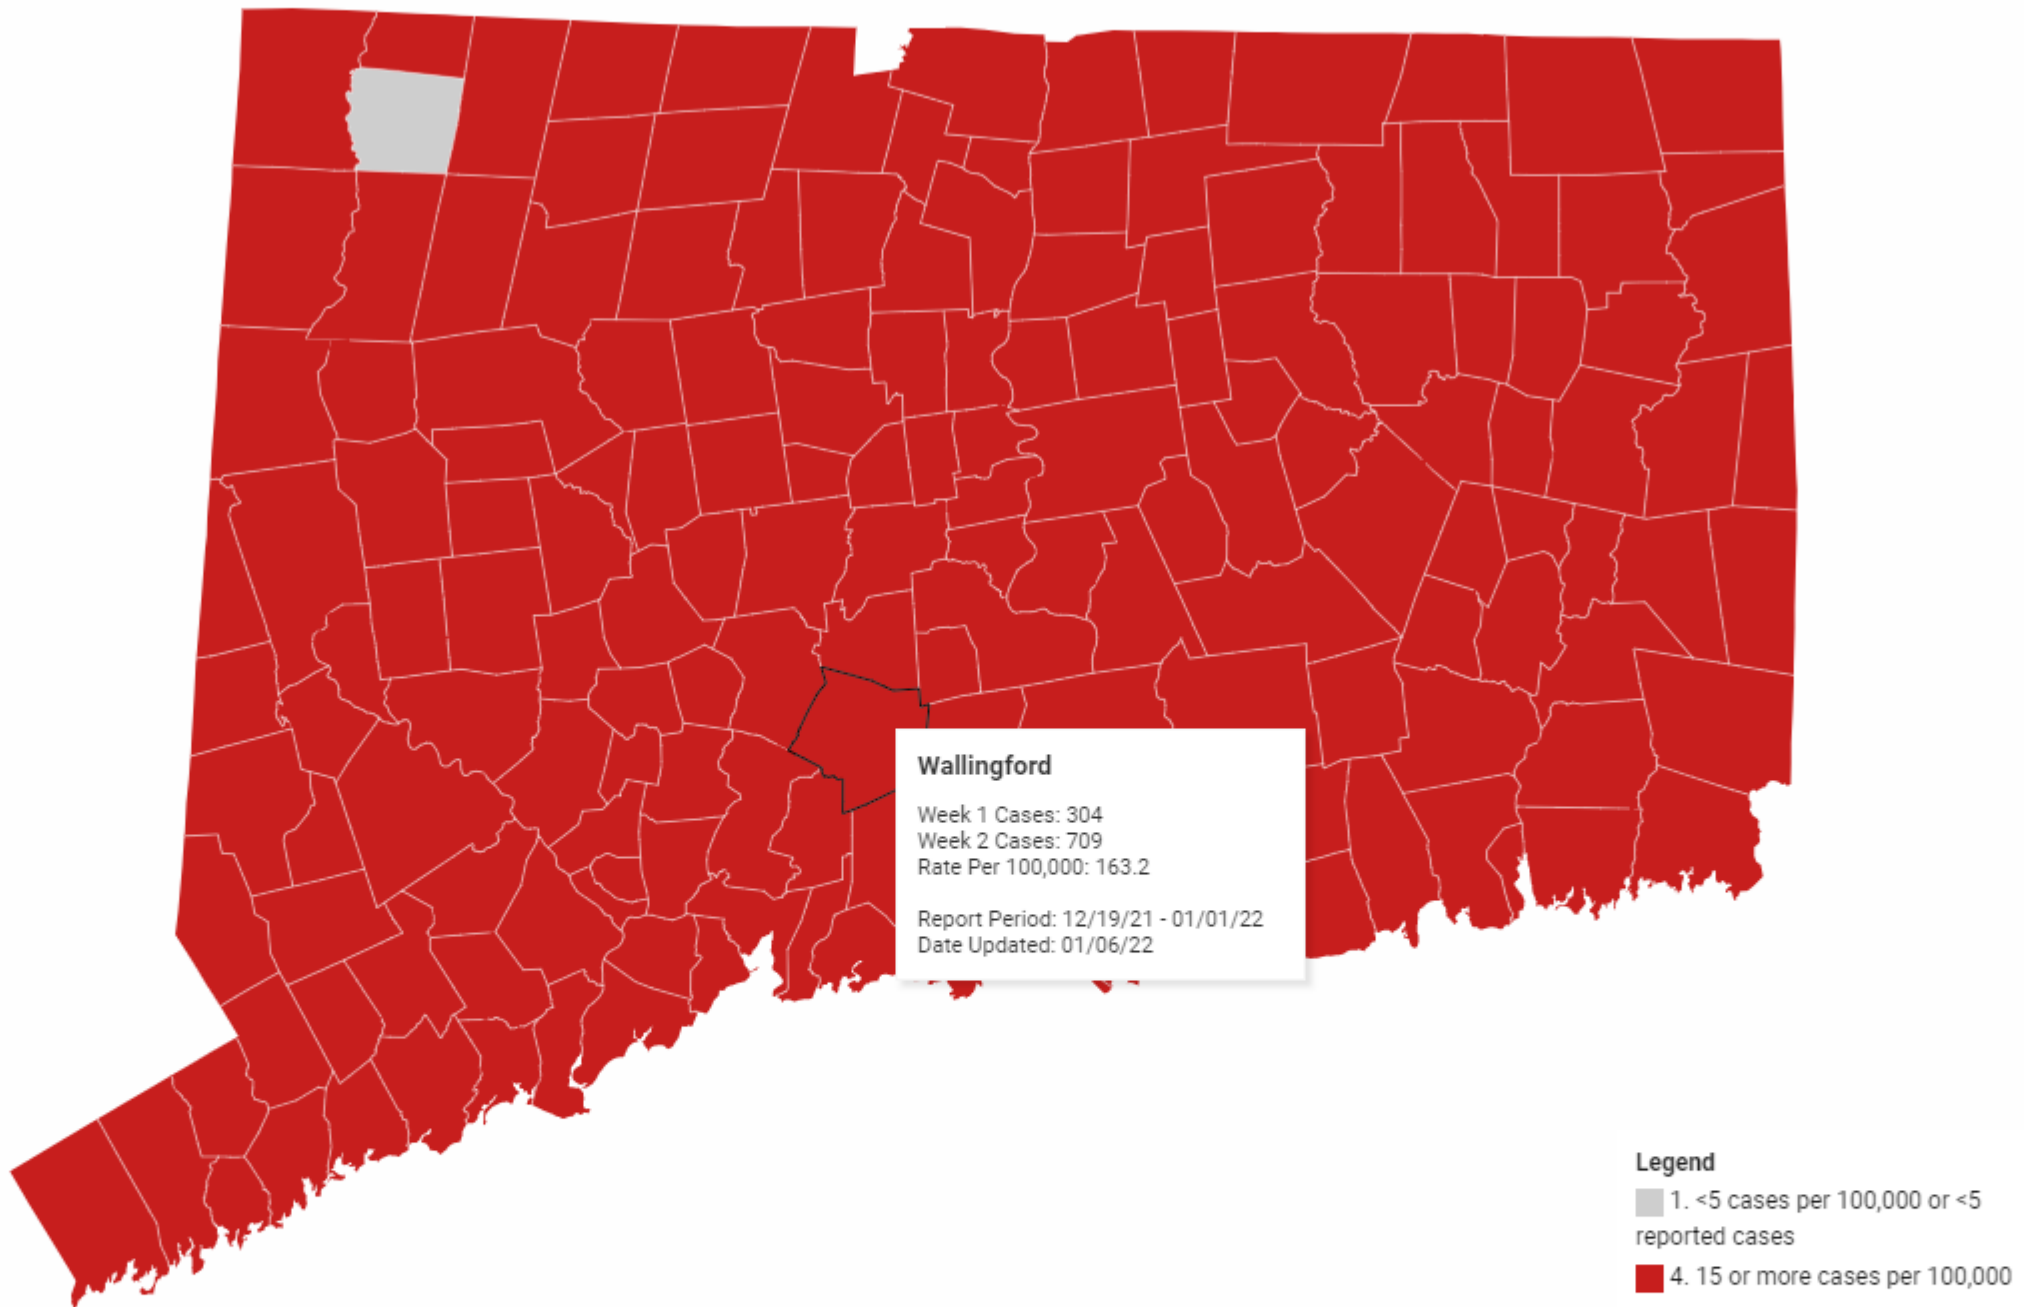 Wallingford
Week 1 Cases: 304
Week 2 Cases: 709
Rate Per 100,000: 163.2
Report Period: 12/19/21 - 01/01/22
Date Updated: 01/06/22
Legend
1. <5 cases per 100,000 or <5
reported cases
4. 15 or more cases per 100,000